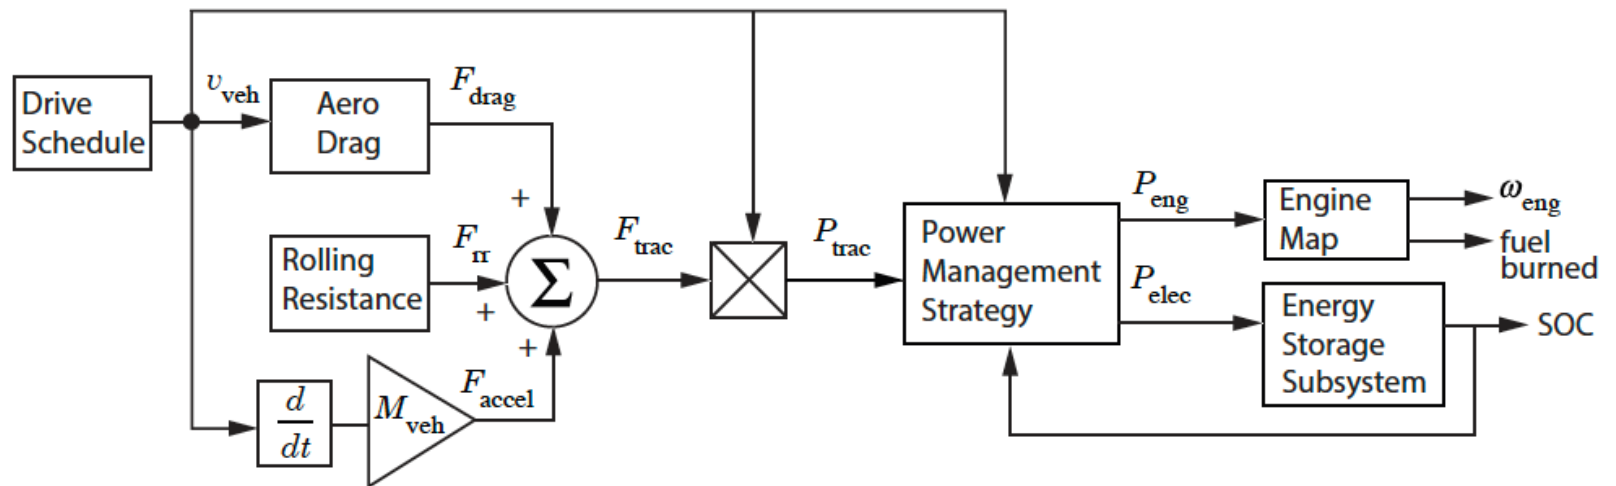 Drive
Schedule
v_veh
Aero
Drag
F_drag
+
Rolling
Resistance
F_rr
+
Σ
F_trac
P_trac
Power
Management
Strategy
P_eng
Engine
Map
ω_eng
fuel
burned
P_elec
Energy
Storage
Subsystem
SOC
+
d
dt
M_veh
F_accel